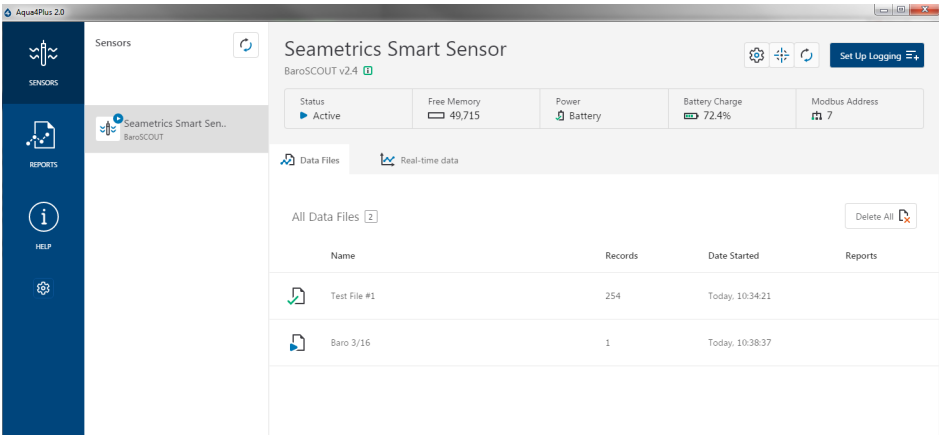 Aqua4Plus 2.0
SENSORS
REPORTS
HELP
Sensors
Seametrics Smart Sen..
BaroSCOUT
Seametrics Smart Sensor
BaroSCOUT v2.4
Set Up Logging
Status Free Memory Power Battery Charge Modbus Address
Active 49,715 Battery 72.4% 7
Data Files Real-time data
All Data Files 2
Delete All
Name Records Date Started Reports
Test File #1 254 Today, 10:34:21
Baro 3/16 1 Today, 10:38:37